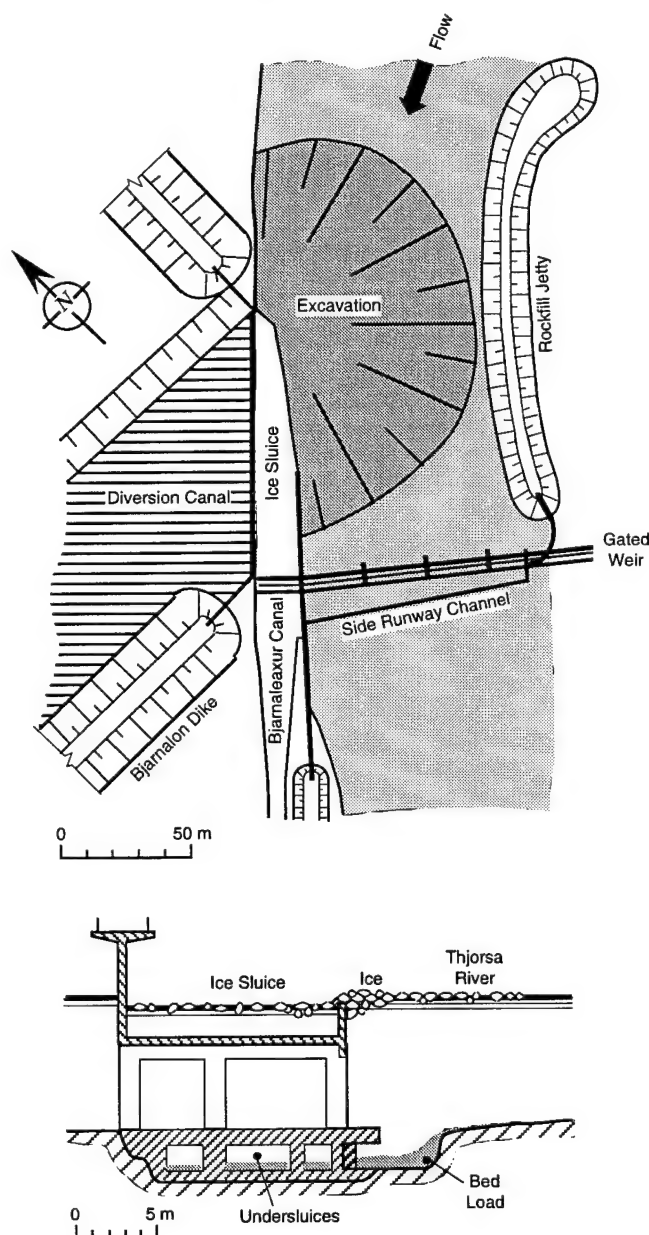 Flow
N
Excavation
Rockfill Jetty
Ice Sluice
Diversion Canal
Gated
Weir
Side Runway Channel
Bjarnaleaxur Canal
Bjarnalon Dike
0 50 m
Ice Sluice
Ice
Thjorsa
River
Bed
Load
Undersluices
0 5 m